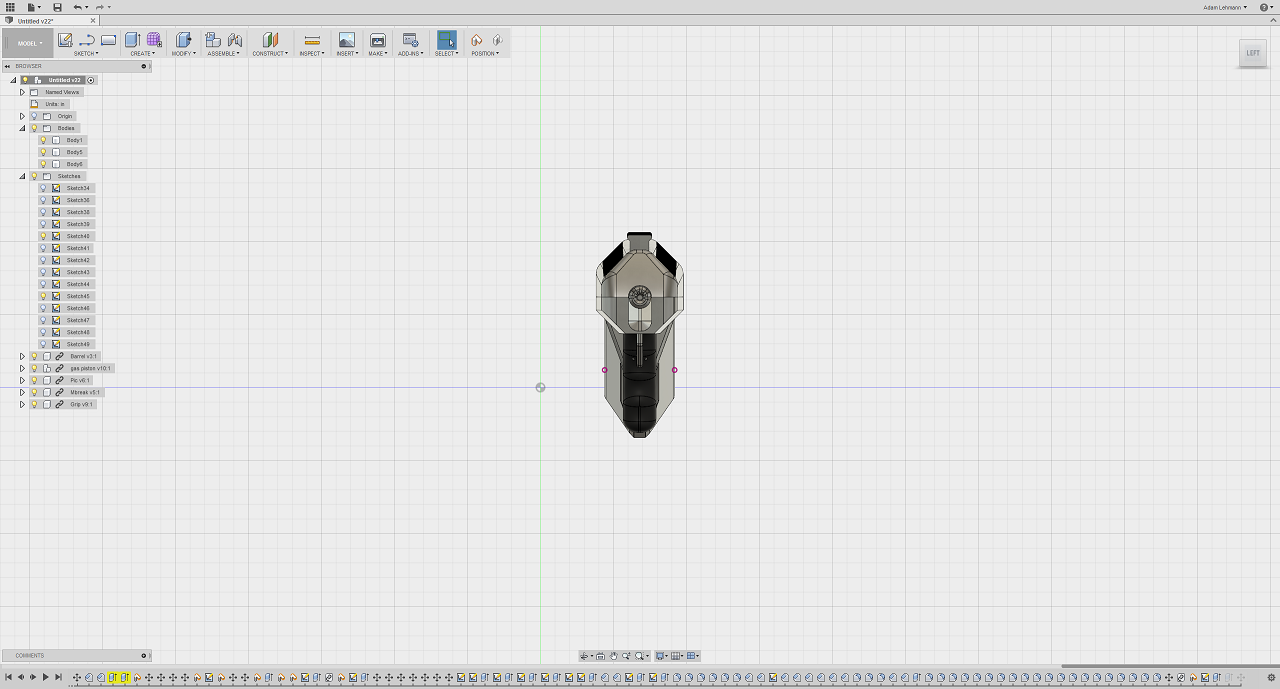 Adam Lehmann
Untitled v22*
MODEL
SKETCH
CREATE
MODIFY
ASSEMBLE
CONSTRUCT
INSPECT
INSERT
MAKE
ADD-INS
SELECT
POSITION
LEFT
BROWSER
Untitled v22
Named Views
Units: in
Origin
Bodies
Body1
Body5
Body6
Sketches
Sketch34
Sketch36
Sketch38
Sketch39
Sketch40
Sketch41
Sketch42
Sketch43
Sketch44
Sketch45
Sketch46
Sketch47
Sketch48
Sketch49
Barrel v3:1
gas piston v10:1
Pic v6:1
Mbreak v5:1
Grip v9:1
COMMENTS